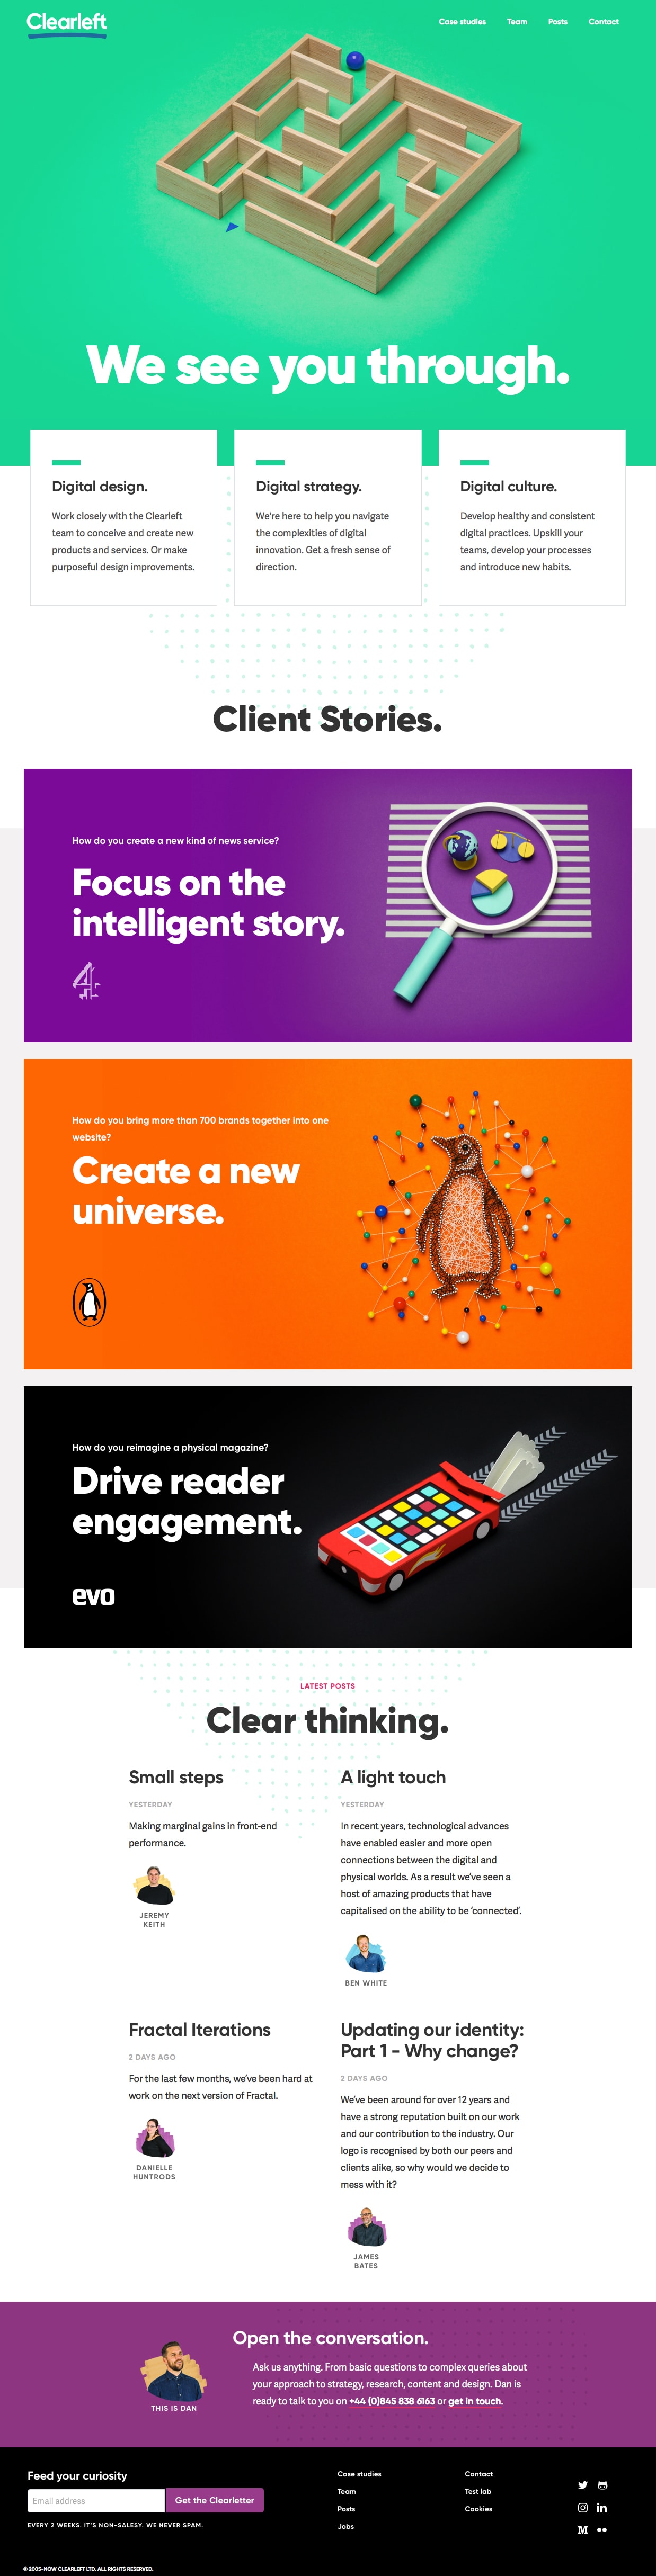 Clearleft
Case studies
Team
Posts
Contact
We see you through.
Digital design.
Work closely with the Clearleft
team to conceive and create new
products and services. Or make
purposeful design improvements.
Digital strategy.
We're here to help you navigate
the complexities of digital
innovation. Get a fresh sense of
direction.
Digital culture.
Develop healthy and consistent
digital practices. Upskill your
teams, develop your processes
and introduce new habits.
Client Stories.
How do you create a new kind of news service?
Focus on the
intelligent story.
4
How do you bring more than 700 brands together into one
website?
Create a new
universe.
How do you reimagine a physical magazine?
Drive reader
engagement.
evo
LATEST POSTS
Clear thinking.
Small steps
YESTERDAY
Making marginal gains in front-end
performance.
JEREMY
KEITH
A light touch
YESTERDAY
In recent years, technological advances
have enabled easier and more open
connections between the digital and
physical worlds. As a result we've seen a
host of amazing products that have
capitalised on the ability to be 'connected'.
BEN WHITE
Fractal Iterations
2 DAYS AGO
For the last few months, we've been hard at
work on the next version of Fractal.
DANIELLE
HUNTRODS
Updating our identity:
Part 1 - Why change?
2 DAYS AGO
We've been around for over 12 years and
have a strong reputation built on our work
and our contribution to the industry. Our
logo is recognised by both our peers and
clients alike, so why would we decide to
mess with it?
JAMES
BATES
THIS IS DAN
Open the conversation.
Ask us anything. From basic questions to complex queries about
your approach to strategy, research, content and design. Dan is
ready to talk to you on +44 (0)845 838 6163 or get in touch.
Feed your curiosity
Email address
Get the Clearletter
EVERY 2 WEEKS. IT'S NON-SALESY. WE NEVER SPAM.
Case studies
Team
Posts
Jobs
Contact
Test lab
Cookies
in
M
© 2005-NOW CLEARLEFT LTD. ALL RIGHTS RESERVED.